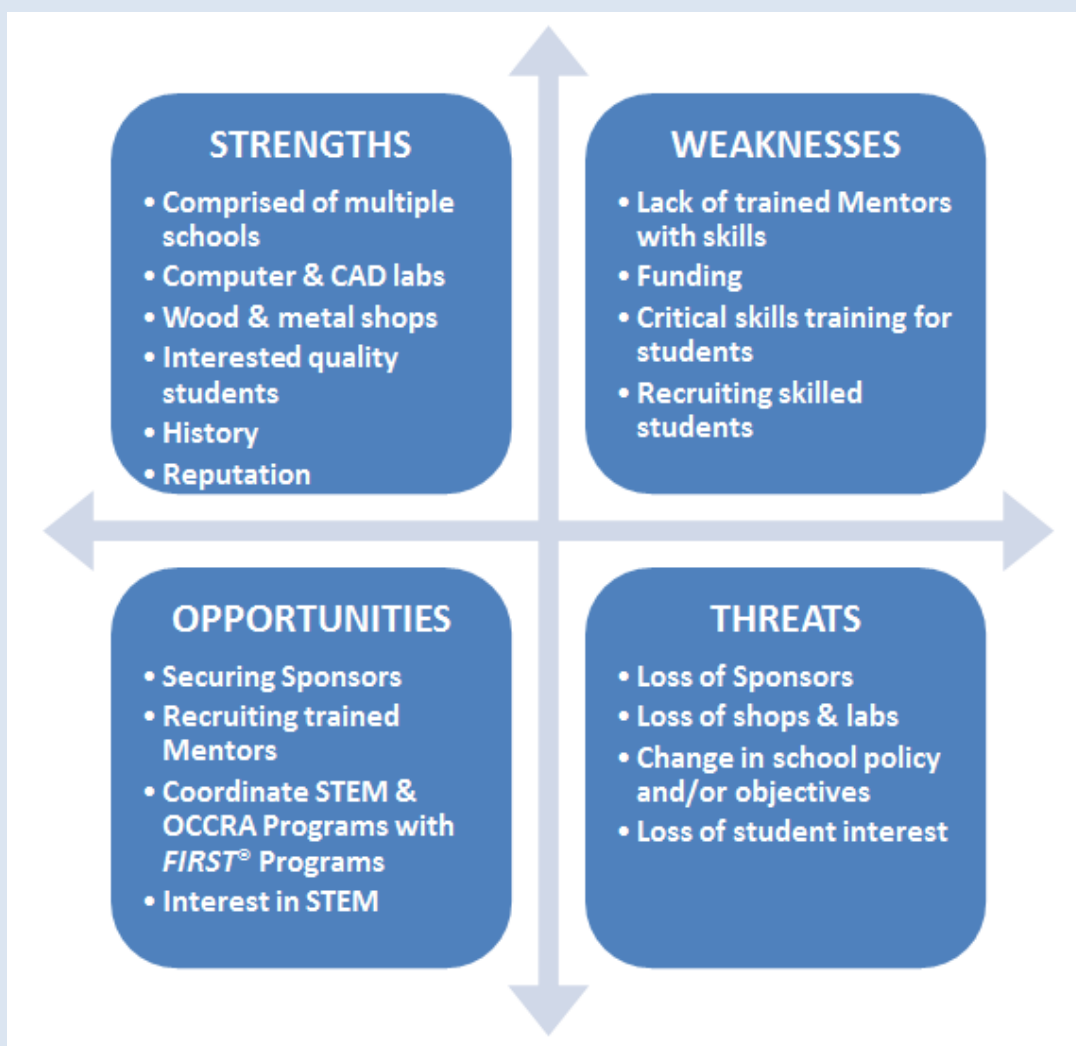 STRENGTHS
• Comprised of multiple
schools
• Computer & CAD labs
• Wood & metal shops
• Interested quality
students
• History
• Reputation
WEAKNESSES
• Lack of trained Mentors
with skills
• Funding
• Critical skills training for
students
• Recruiting skilled
students
OPPORTUNITIES
• Securing Sponsors
• Recruiting trained
Mentors
• Coordinate STEM &
OCCRA Programs with
FIRST® Programs
• Interest in STEM
THREATS
• Loss of Sponsors
• Loss of shops & labs
• Change in school policy
and/or objectives
• Loss of student interest